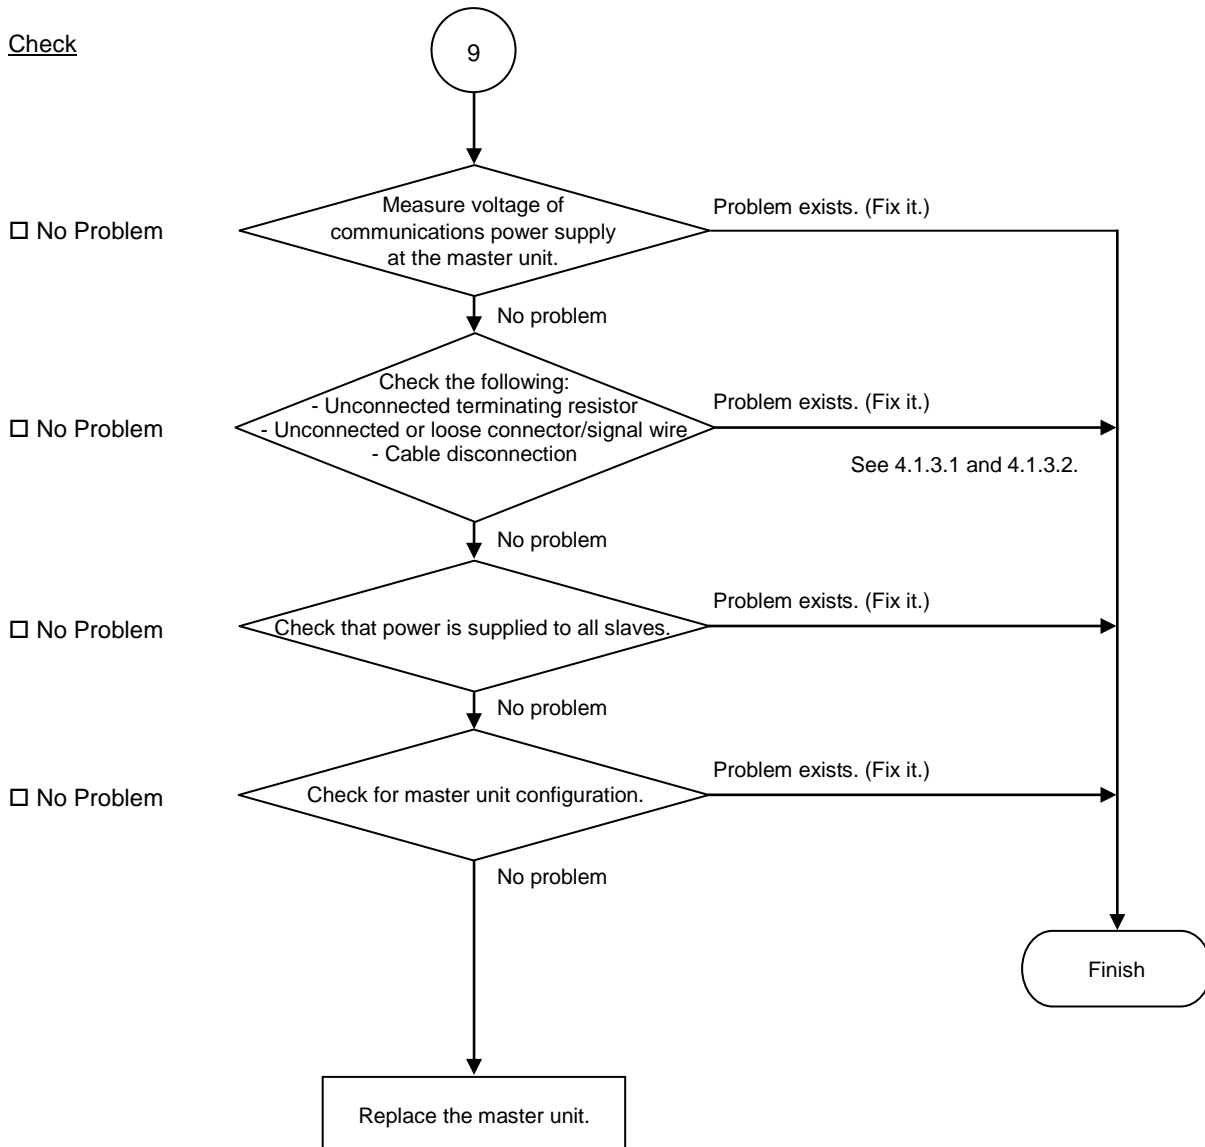 Check
9
Measure voltage of
communications power supply
at the master unit.
Problem exists. (Fix it.)
□ No Problem
No problem
Check the following:
- Unconnected terminating resistor
- Unconnected or loose connector/signal wire
- Cable disconnection
Problem exists. (Fix it.)
□ No Problem
See 4.1.3.1 and 4.1.3.2.
No problem
Check that power is supplied to all slaves.
Problem exists. (Fix it.)
□ No Problem
No problem
Check for master unit configuration.
Problem exists. (Fix it.)
□ No Problem
No problem
Finish
Replace the master unit.